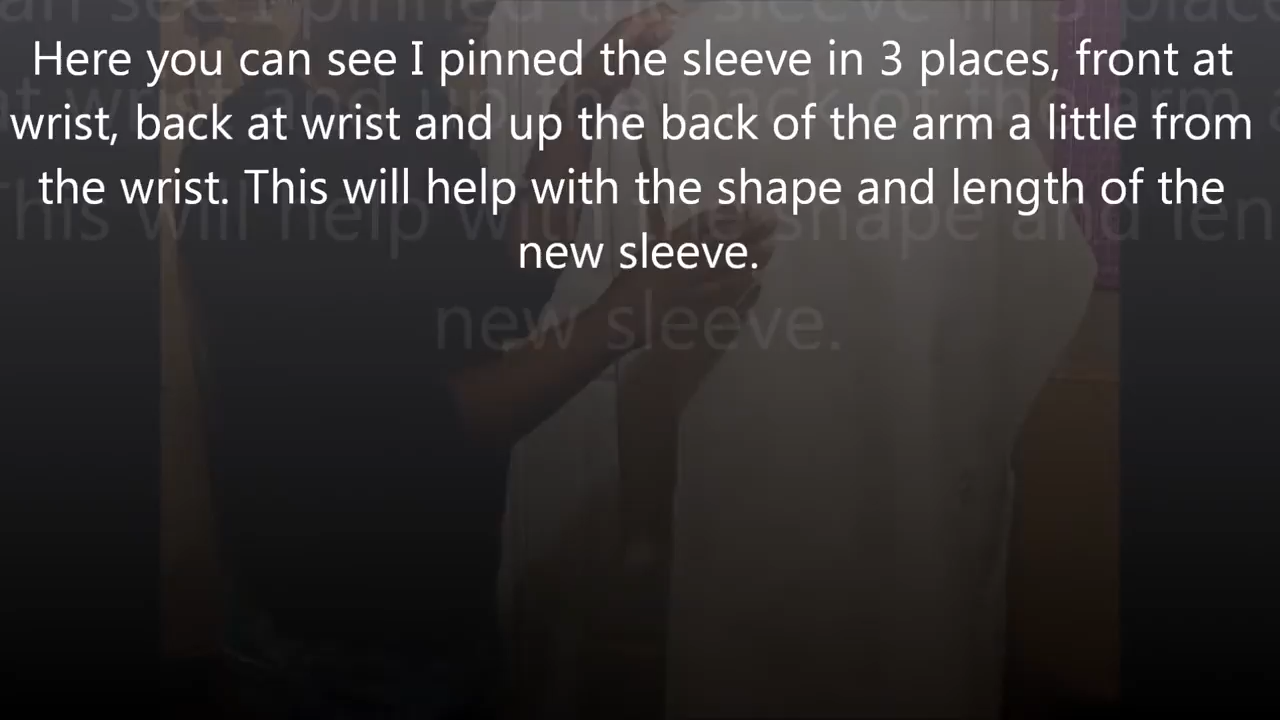 Here you can see I pinned the sleeve in 3 places, front at
wrist, back at wrist and up the back of the arm a little from
the wrist. This will help with the shape and length of the
new sleeve.